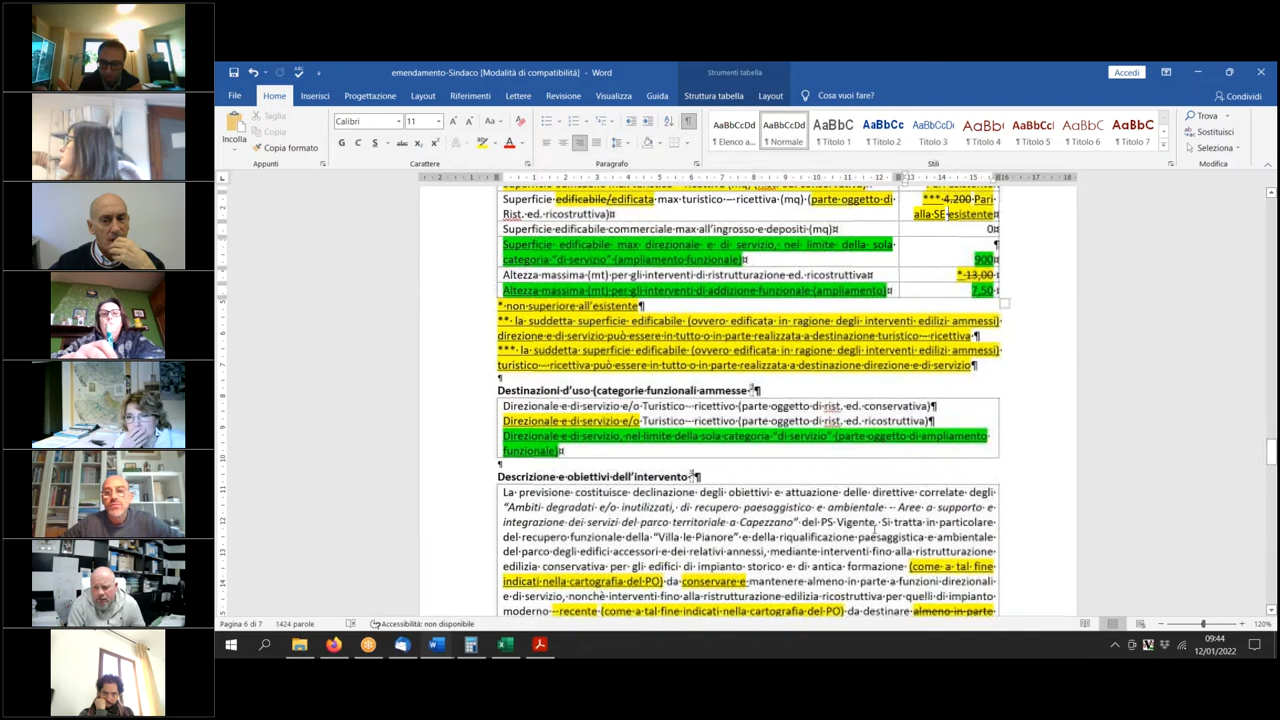 emendamento-Sindaco [Modalità di compatibilità] - Word
Strumenti tabella
Accedi
File Home Inserisci Progettazione Layout Riferimenti Lettere Revisione Visualizza Guida Struttura tabella Layout Cosa vuoi fare? Condividi
Incolla
Taglia
Copia
Copia formato
Appunti
Calibri 11
Carattere
Paragrafo
AaBbCcDd ¶ Elenco a...
AaBbCcDd ¶ Normale
AaBbCc ¶ Titolo 1
AaBbCc ¶ Titolo 2
AaBbCcDc ¶ Titolo 3
AaBbC ¶ Titolo 4
AaBbCc ¶ Titolo 5
AaBbCc ¶ Titolo 6
AaBbC ¶ Titolo 7
Stili
Trova
Sostituisci
Seleziona
Modifica
Superficie edificabile/edificata max turistico – ricettiva (mq) (parte oggetto di Rist. ed. ricostruttiva)
*** 4.200 Pari alla SE esistente
Superficie edificabile commerciale max all’ingrosso e depositi (mq) 0
Superficie edificabile max direzionale e di servizio, nel limite della sola categoria “di servizio” (ampliamento funzionale) 900
Altezza massima (mt) per gli interventi di ristrutturazione ed. ricostruttiva * 13,00
Altezza massima (mt) per gli interventi di addizione funzionale (ampliamento) 7,50
* non superiore all’esistente¶
** la suddetta superficie edificabile (ovvero edificata in ragione degli interventi edilizi ammessi)
direzione e di servizio può essere in tutto o in parte realizzata a destinazione turistico – ricettiva¶
*** la suddetta superficie edificabile (ovvero edificata in ragione degli interventi edilizi ammessi)
turistico – ricettiva può essere in tutto o in parte realizzata a destinazione direzione e di servizio¶
¶
Destinazioni d’uso (categorie funzionali ammesse ¶
Direzionale e di servizio e/o Turistico – ricettivo (parte oggetto di rist. ed. conservativa)¶
Direzionale e di servizio e/o Turistico – ricettivo (parte oggetto di rist. ed. ricostruttiva)¶
Direzionale e di servizio, nel limite della sola categoria “di servizio” (parte oggetto di ampliamento
funzionale)
¶
Descrizione e obiettivi dell’intervento ¶
La previsione costituisce declinazione degli obiettivi e attuazione delle direttive correlate degli
“Ambiti degradati e/o inutilizzati, di recupero paesaggistico e ambientale – Aree a supporto e
integrazione dei servizi del parco territoriale a Capezzano” del PS Vigente. Si tratta in particolare
del recupero funzionale della “Villa le Pianore” e della riqualificazione paesaggistica e ambientale
del parco degli edifici accessori e dei relativi annessi, mediante interventi fino alla ristrutturazione
edilizia conservativa per gli edifici di impianto storico e di antica formazione (come a tal fine
indicati nella cartografia del PO) da conservare e mantenere almeno in parte a funzioni direzionali
e di servizio, nonchè interventi fino alla ristrutturazione edilizia ricostruttiva per quelli di impianto
moderno – recente (come a tal fine indicati nella cartografia del PO) da destinare almeno in parte
Pagina 6 di 7 1424 parole Accessibilità: non disponibile 120%
09:44
12/01/2022